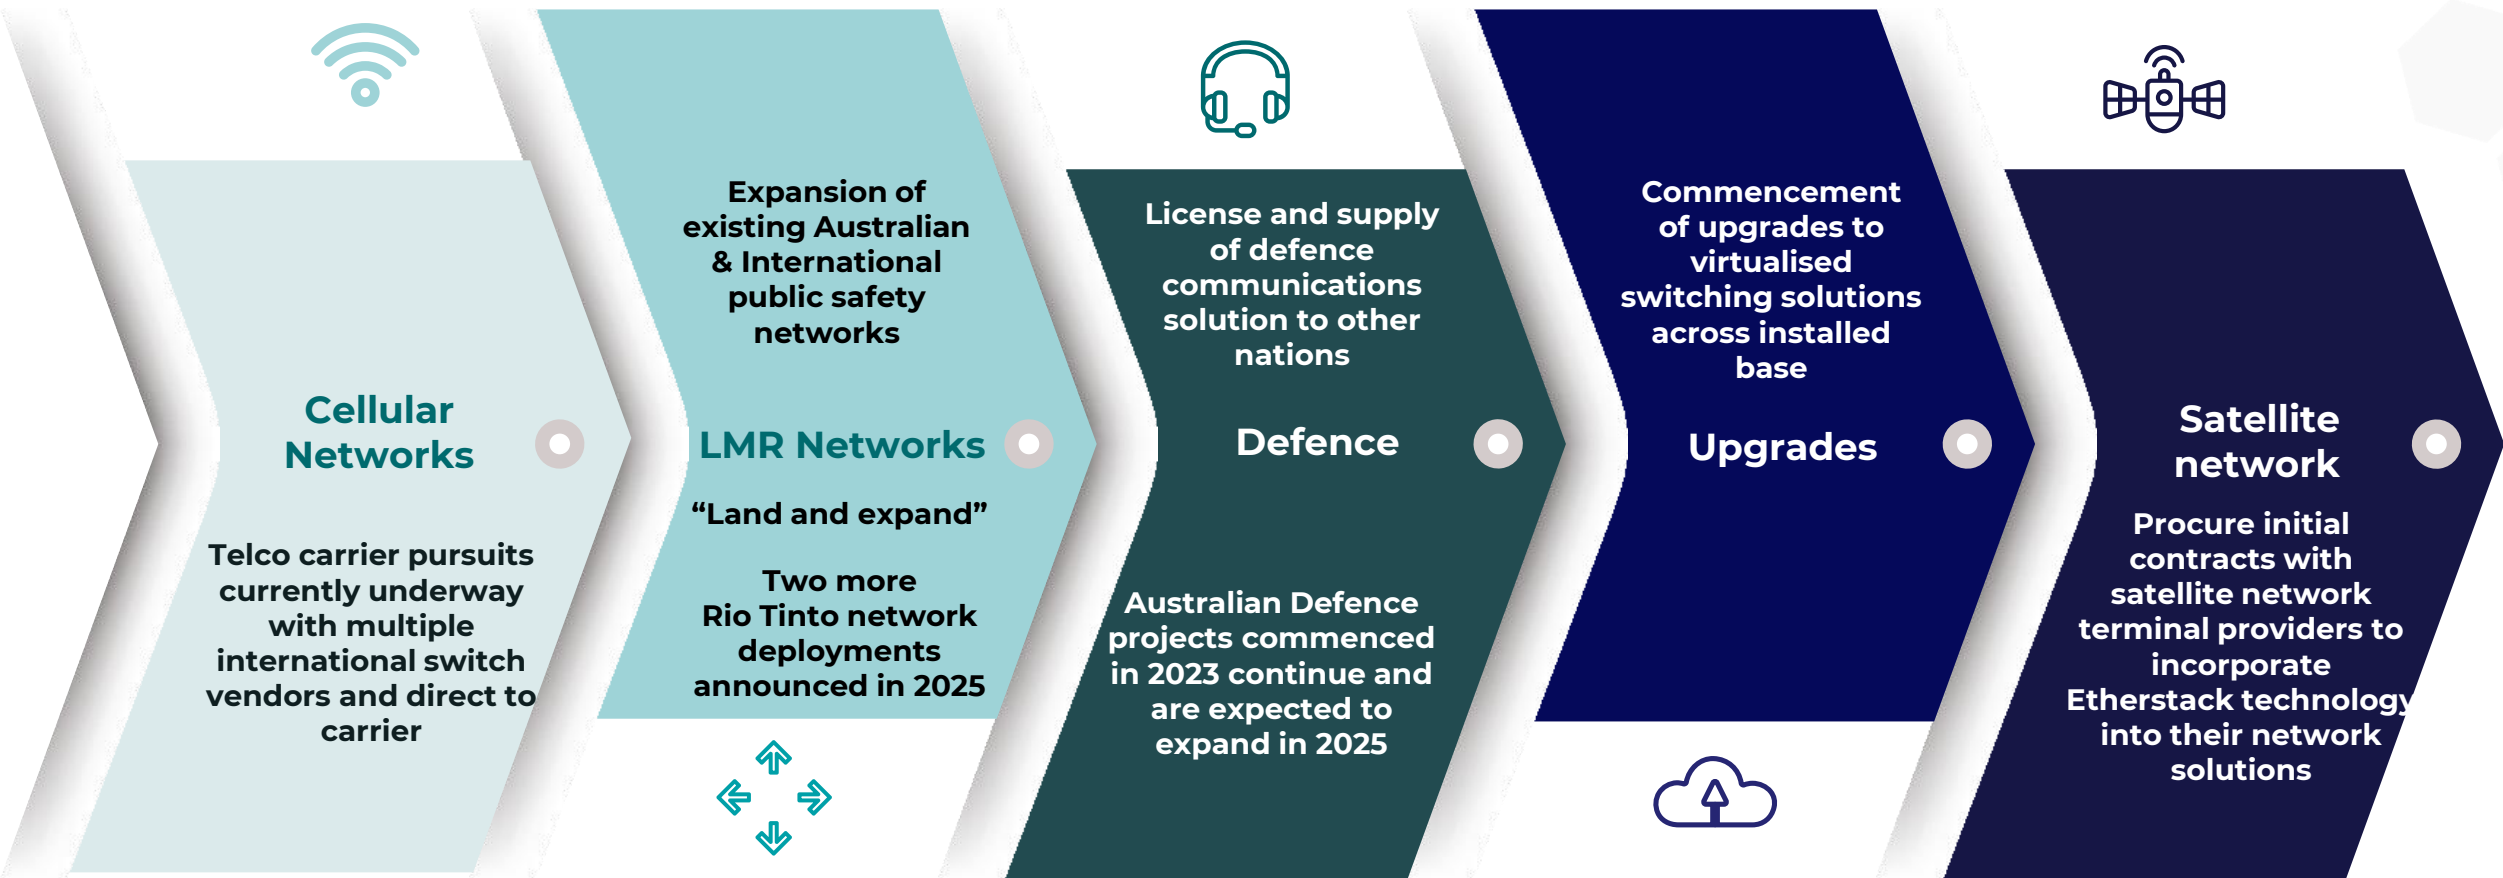 Cellular
Networks
Telco carrier pursuits
currently underway
with multiple
international switch
vendors and direct to
carrier
Expansion of
existing Australian
& International
public safety
networks
LMR Networks
“Land and expand”
Two more
Rio Tinto network
deployments
announced in 2025
License and supply
of defence
communications
solution to other
nations
Defence
Australian Defence
projects commenced
in 2023 continue and
are expected to
expand in 2025
Commencement
of upgrades to
virtualised
switching solutions
across installed
base
Upgrades
Satellite
network
Procure initial
contracts with
satellite network
terminal providers to
incorporate
Etherstack technology
into their network
solutions